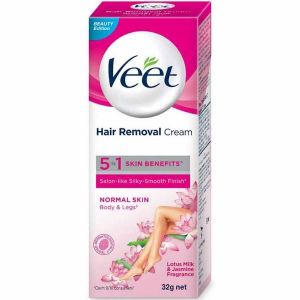 BEAUTY
Edition
Veet
Hair Removal Cream
5 in 1 SKIN BENEFITS*
Salon-like Silky-Smooth Finish*
NORMAL SKIN
Body & Legs*
Lotus Milk
& Jasmine
Fragrance
32g net